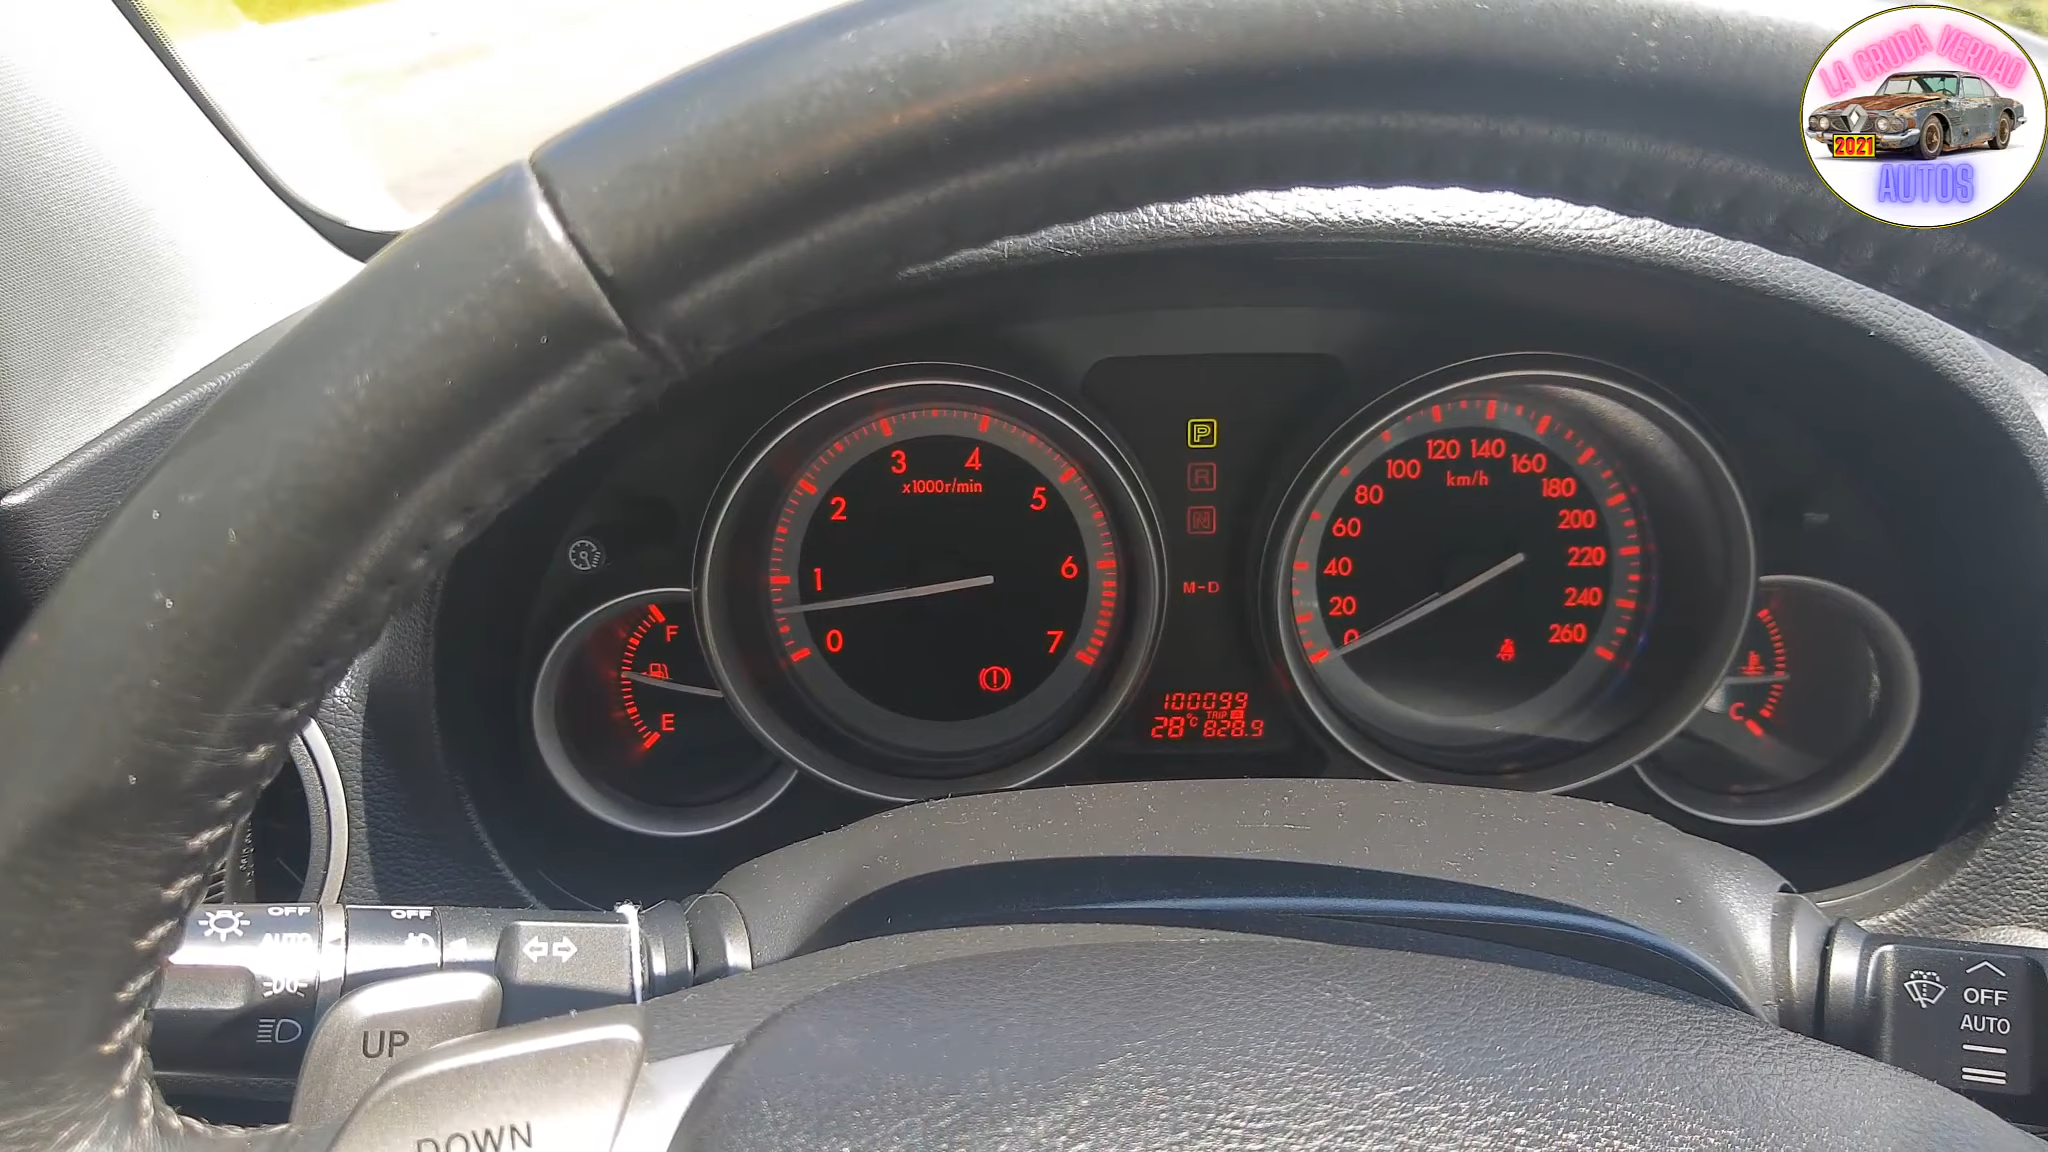 LA CRUDA VERDAD
2021
AUTOS
3
4
x1000r/min
2
5
1
6
0
7
F
E
P
R
N
M-D
100099
28°C
TRIP
828.9
120
140
100
160
km/h
80
180
60
200
40
220
20
240
0
260
C
OFF
AUTO
OFF
UP
DOWN
OFF
AUTO